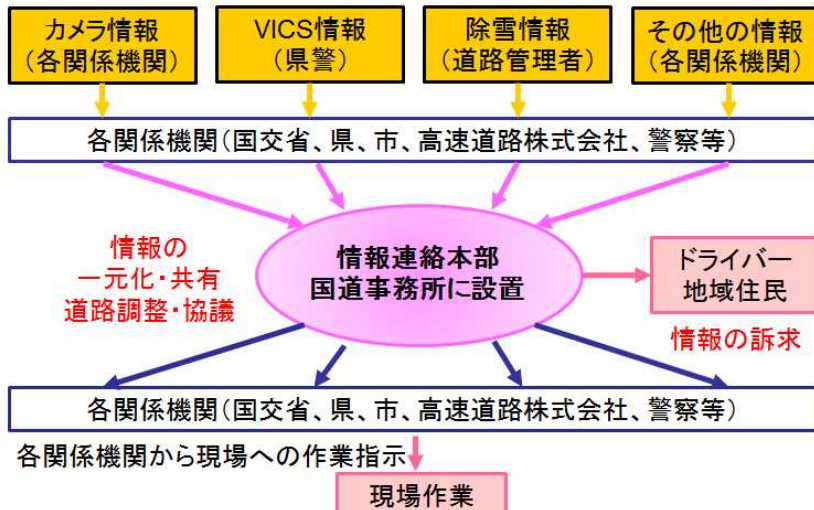 カメラ情報
(各関係機関)
VICS情報
(県警)
除雪情報
(道路管理者)
その他の情報
(各関係機関)
各関係機関(国交省、県、市、高速道路株式会社、警察等)
情報の
一元化・共有
道路調整・協議
情報連絡本部
国道事務所に設置
ドライバー
地域住民
情報の訴求
各関係機関(国交省、県、市、高速道路株式会社、警察等)
各関係機関から現場への作業指示
現場作業